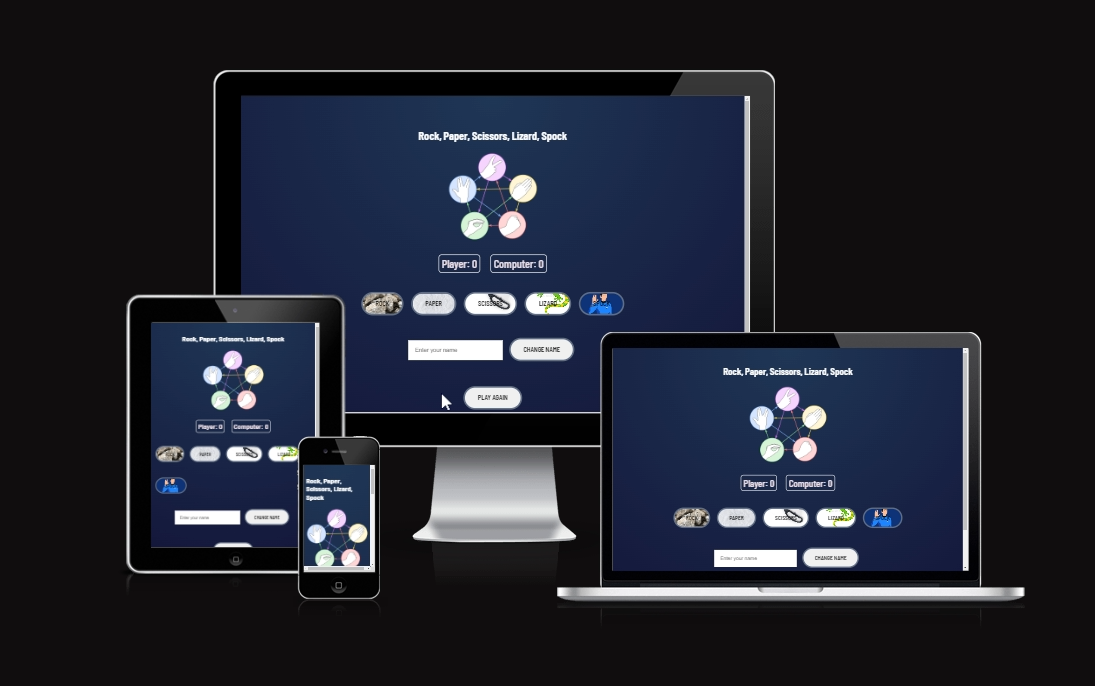 Rock, Paper, Scissors, Lizard, Spock
Player: 0
Computer: 0
ROCK
PAPER
SCISSORS
LIZARD
Enter your name
CHANGE NAME
PLAY AGAIN
Rock, Paper, Scissors, Lizard, Spock
Player: 0
Computer: 0
ROCK
PAPER
SCISSORS
LIZARD
Enter your name
CHANGE NAME
Rock, Paper,
Scissors, Lizard,
Spock
Rock, Paper, Scissors, Lizard, Spock
Player: 0
Computer: 0
ROCK
PAPER
SCISSORS
LIZARD
Enter your name
CHANGE NAME